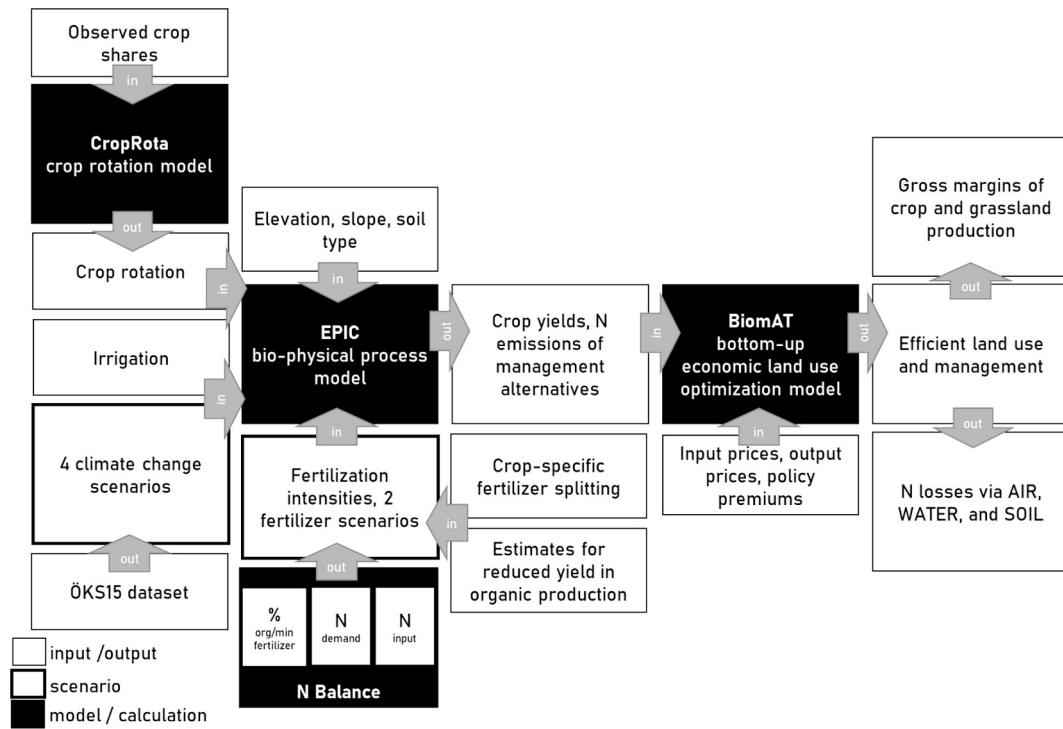 Observed crop
shares
in
CropRota
crop rotation model
out
Crop rotation
in
Irrigation
in
4 climate change
scenarios
out
ÖKS15 dataset
Elevation, slope, soil
type
in
EPIC
bio-physical process
model
out
in
Fertilization
intensities, 2
fertilizer scenarios
in
out
%
org/min
fertilizer
N
demand
N
input
N Balance
Crop yields, N
emissions of
management
alternatives
in
Crop-specific
fertilizer splitting
Estimates for
reduced yield in
organic production
BiomAT
bottom-up
economic land use
optimization model
out
in
Input prices, output
prices, policy
premiums
Gross margins of
crop and grassland
production
out
Efficient land use
and management
out
N losses via AIR,
WATER, and SOIL
input /output
scenario
model / calculation